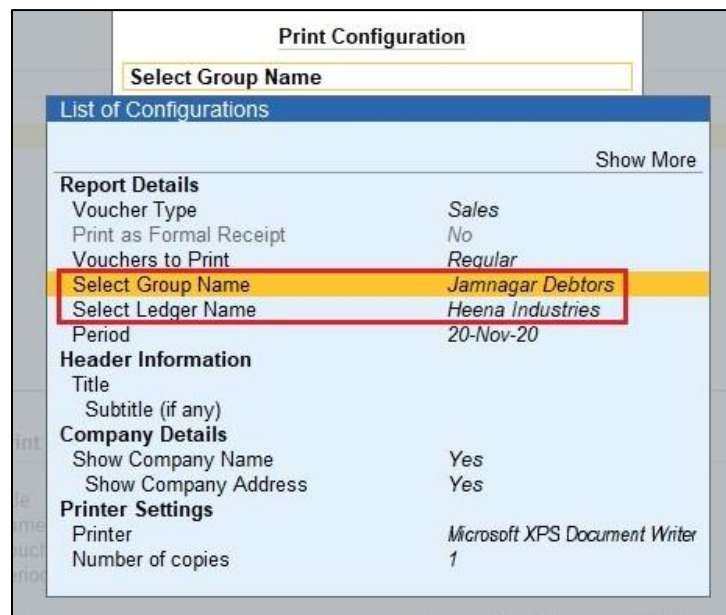 Print Configuration
Select Group Name
List of Configurations
Show More
Report Details
Voucher Type Sales
Print as Formal Receipt No
Vouchers to Print Regular
Select Group Name Jamnagar Debtors
Select Ledger Name Heena Industries
Period 20-Nov-20
Header Information
Title
Subtitle (if any)
Company Details
Show Company Name Yes
Show Company Address Yes
Printer Settings
Printer Microsoft XPS Document Writer
Number of copies 1